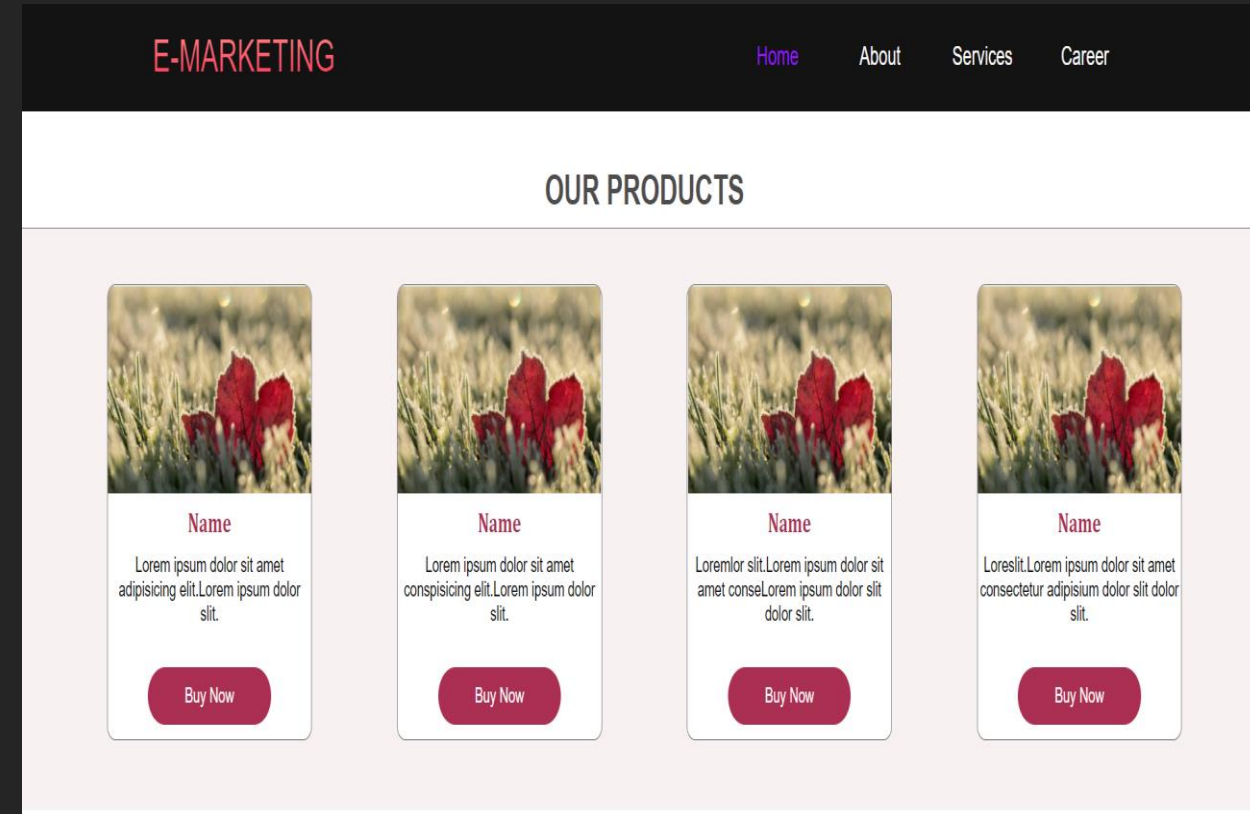 E-MARKETING
Home About Services Career
OUR PRODUCTS
Name
Lorem ipsum dolor sit amet
adipisicing elit.Lorem ipsum dolor
slit.
Buy Now
Name
Lorem ipsum dolor sit amet
conspisicing elit.Lorem ipsum dolor
slit.
Buy Now
Name
Loremlor slit.Lorem ipsum dolor sit
amet conseLorem ipsum dolor slit
dolor slit.
Buy Now
Name
Loreslit.Lorem ipsum dolor sit amet
consectetur adipisium dolor slit dolor
slit.
Buy Now